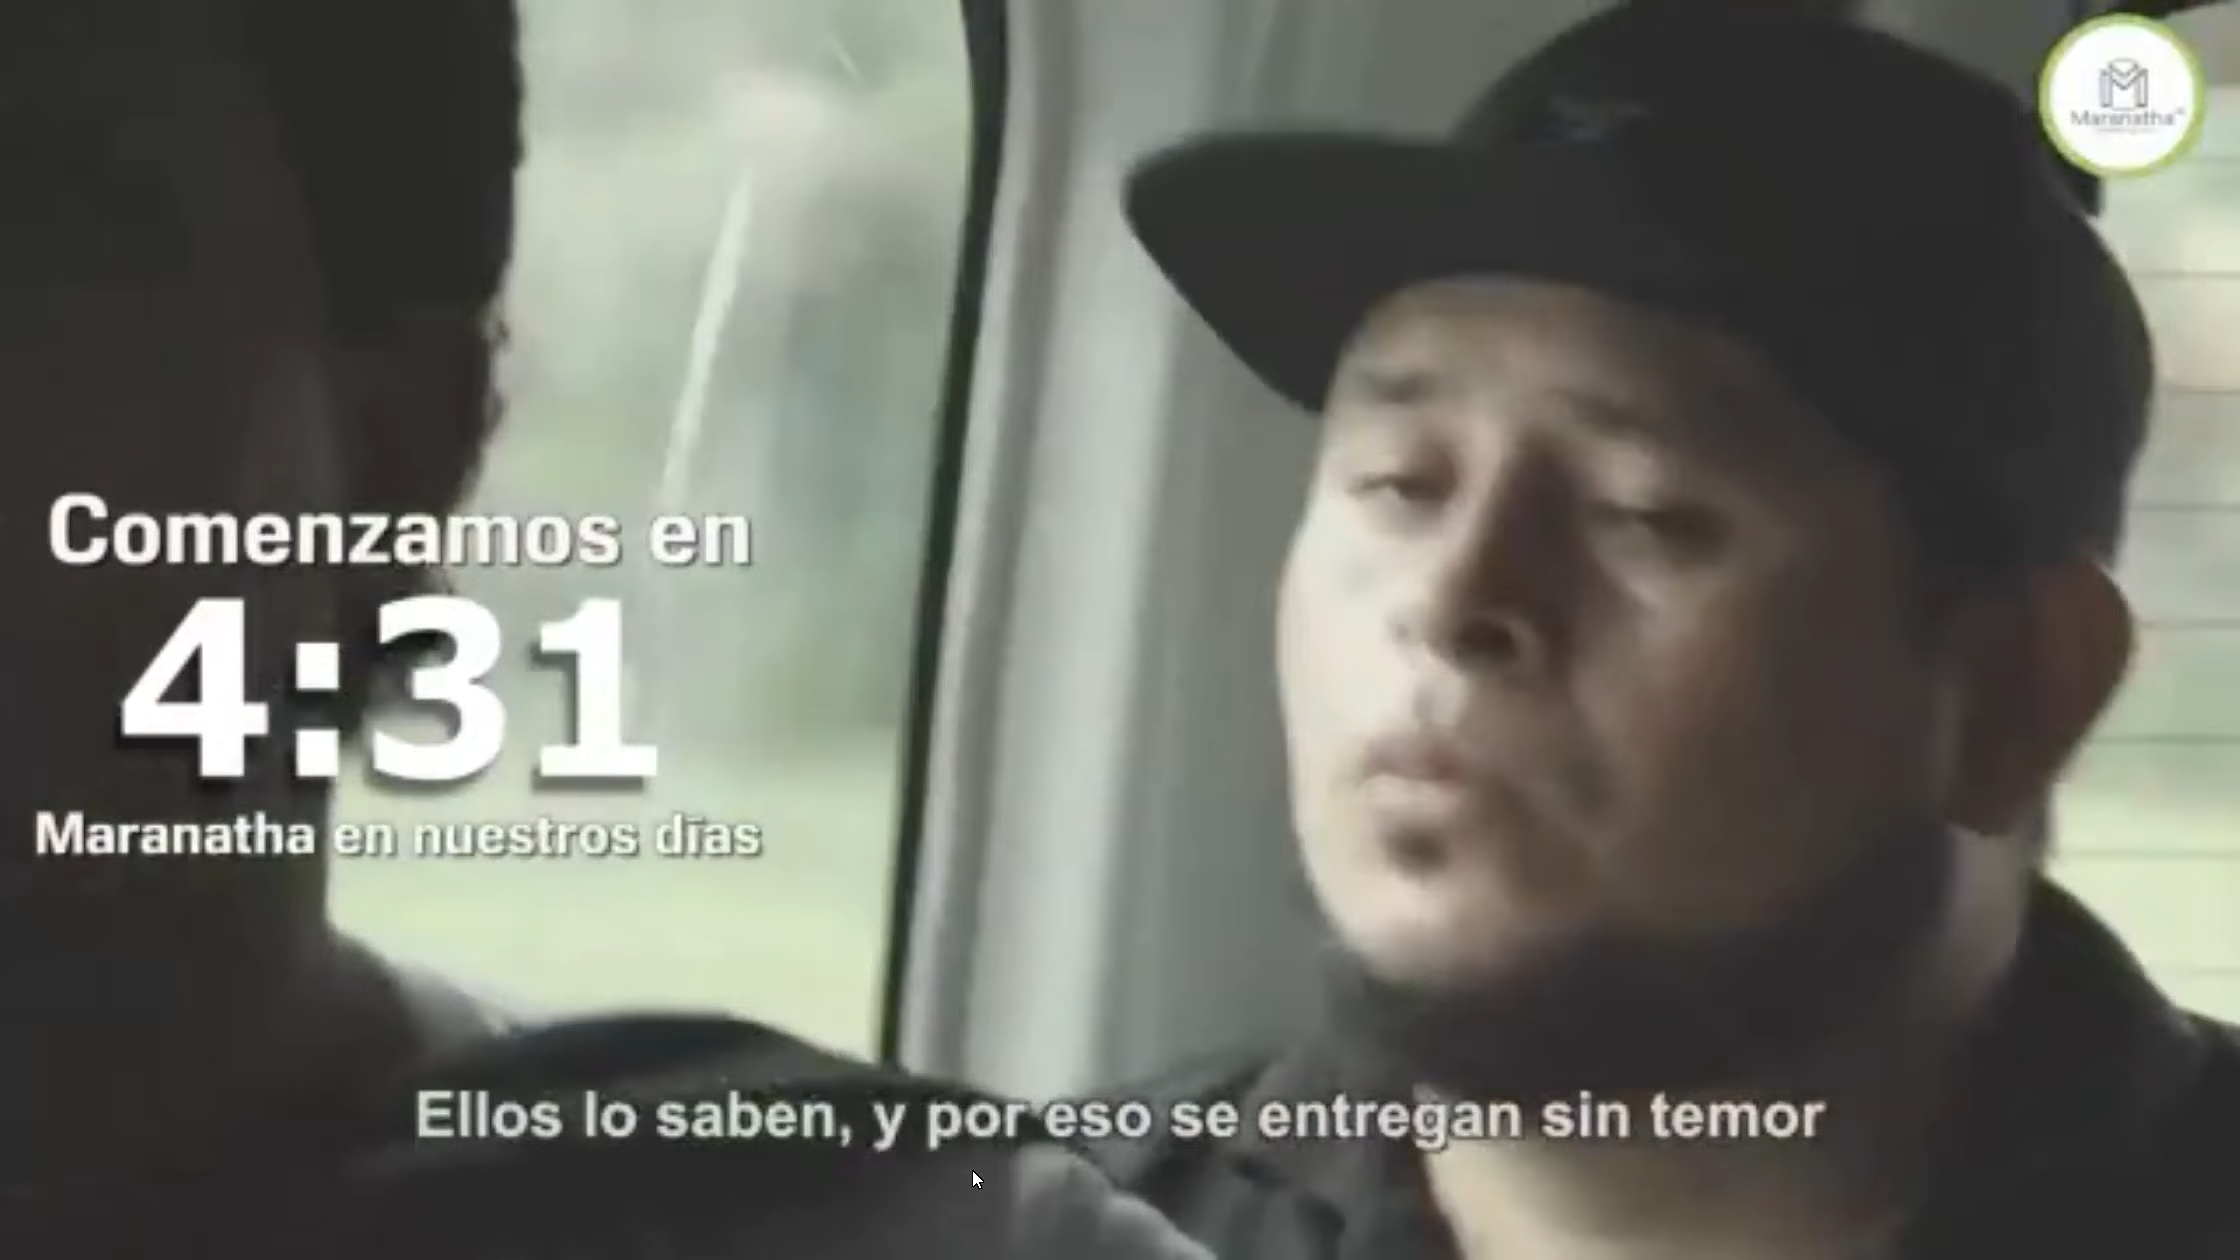 Maranatha
Comenzamos en
4:31
Maranatha en nuestros días
Ellos lo saben, y por eso se entregan sin temor